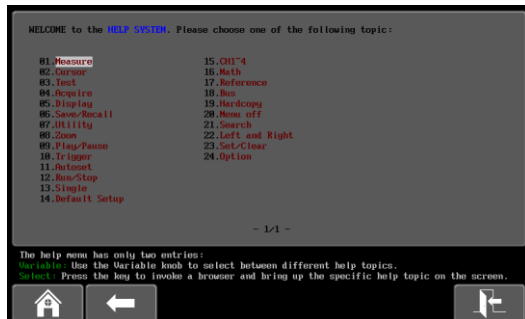 WELCOME to the HELP SYSTEM. Please choose one of the following topic:
01.Measure
02.Cursor
03.Test
04.Acquire
05.Display
06.Save/Recall
07.Utility
08.Zoom
09.Play/Pause
10.Trigger
11.Autoset
12.Run/Stop
13.Single
14.Default Setup
15.CH1~4
16.Math
17.Reference
18.Bus
19.Hardcopy
20.Menu off
21.Search
22.Left and Right
23.Set/Clear
24.Option
- 1/1 -
The help menu has only two entries:
Variable: Use the Variable knob to select between different help topics.
Select: Press the key to invoke a browser and bring up the specific help topic on the screen.